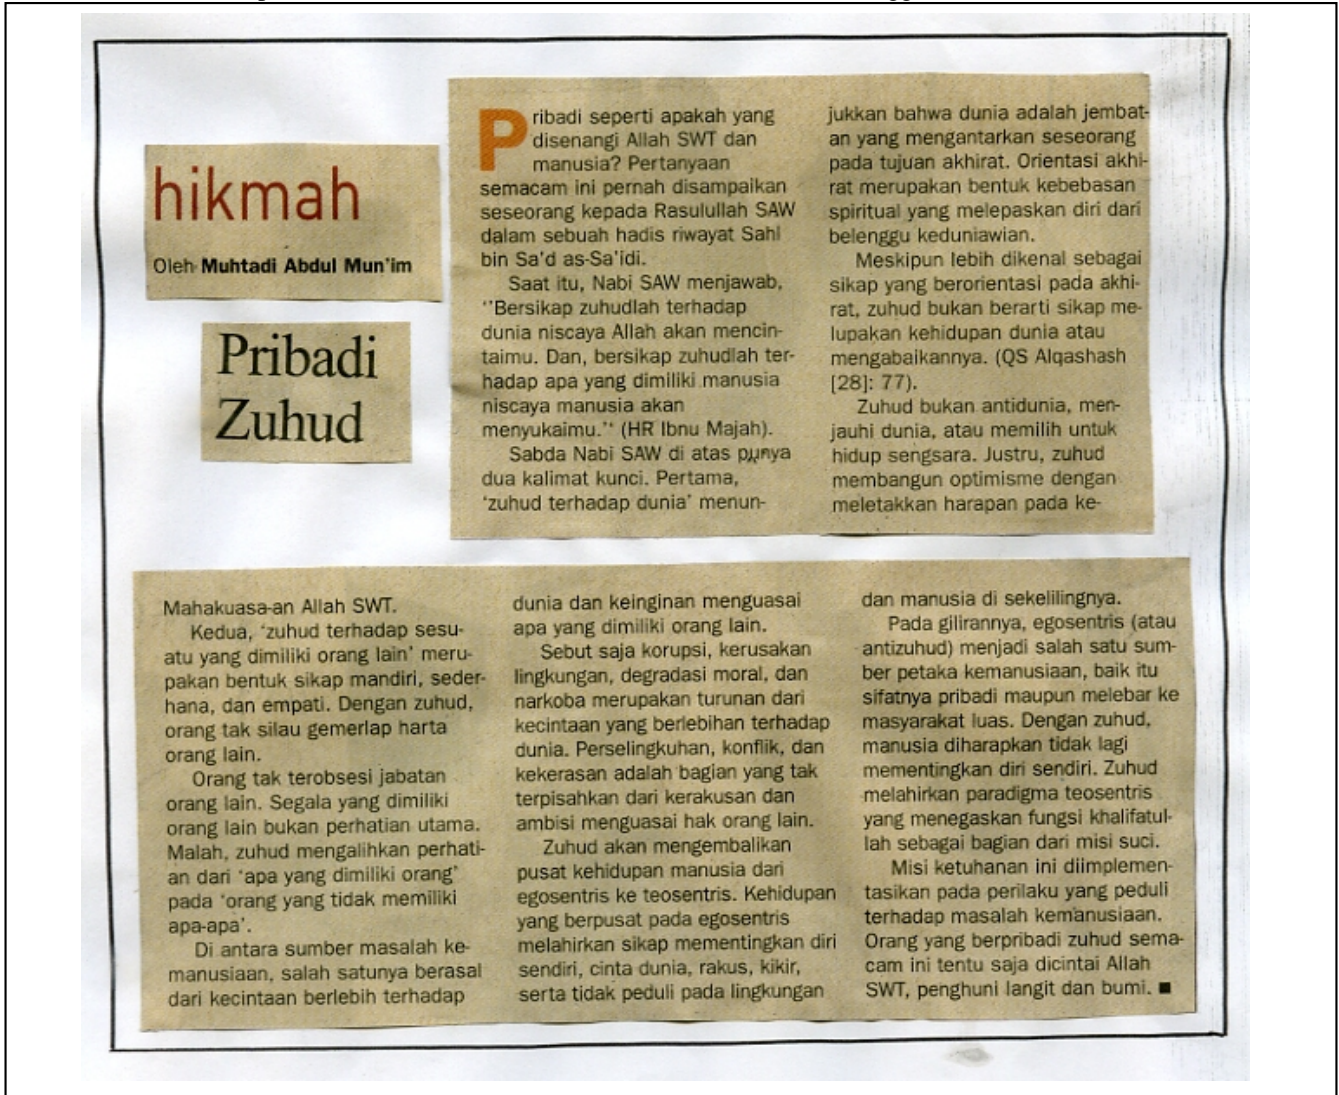 hikmah
Oleh Muhtadi Abdul Mun'im
Pribadi
Zuhud
Pribadi seperti apakah yang
disenangi Allah SWT dan
manusia? Pertanyaan
semacam ini pernah disampaikan
seseorang kepada Rasulullah SAW
dalam sebuah hadis riwayat Sahl
bin Sa'd as-Sa'idi.
Saat itu, Nabi SAW menjawab,
''Bersikap zuhudlah terhadap
dunia niscaya Allah akan mencin-
taimu. Dan, bersikap zuhudlah ter-
hadap apa yang dimiliki manusia
niscaya manusia akan
menyukaimu.'' (HR Ibnu Majah).
Sabda Nabi SAW di atas punya
dua kalimat kunci. Pertama,
'zuhud terhadap dunia' menun-
jukkan bahwa dunia adalah jembat-
an yang mengantarkan seseorang
pada tujuan akhirat. Orientasi akhi-
rat merupakan bentuk kebebasan
spiritual yang melepaskan diri dari
belenggu keduniawian.
Meskipun lebih dikenal sebagai
sikap yang berorientasi pada akhi-
rat, zuhud bukan berarti sikap me-
lupakan kehidupan dunia atau
mengabaikannya. (QS Alqashash
[28]: 77).
Zuhud bukan antidunia, men-
jauhi dunia, atau memilih untuk
hidup sengsara. Justru, zuhud
membangun optimisme dengan
meletakkan harapan pada ke-
Mahakuasa-an Allah SWT.
Kedua, 'zuhud terhadap sesu-
atu yang dimiliki orang lain' meru-
pakan bentuk sikap mandiri, seder-
hana, dan empati. Dengan zuhud,
orang tak silau gemerlap harta
orang lain.
Orang tak terobsesi jabatan
orang lain. Segala yang dimiliki
orang lain bukan perhatian utama.
Malah, zuhud mengalihkan perhati-
an dari 'apa yang dimiliki orang'
pada 'orang yang tidak memiliki
apa-apa'.
Di antara sumber masalah ke-
manusiaan, salah satunya berasal
dari kecintaan berlebih terhadap
dunia dan keinginan menguasai
apa yang dimiliki orang lain.
Sebut saja korupsi, kerusakan
lingkungan, degradasi moral, dan
narkoba merupakan turunan dari
kecintaan yang berlebihan terhadap
dunia. Perselingkuhan, konflik, dan
kekerasan adalah bagian yang tak
terpisahkan dari kerakusan dan
ambisi menguasai hak orang lain.
Zuhud akan mengembalikan
pusat kehidupan manusia dari
egosentris ke teosentris. Kehidupan
yang berpusat pada egosentris
melahirkan sikap mementingkan diri
sendiri, cinta dunia, rakus, kikir,
serta tidak peduli pada lingkungan
dan manusia di sekelilingnya.
Pada gilirannya, egosentris (atau
antizuhud) menjadi salah satu sum-
ber petaka kemanusiaan, baik itu
sifatnya pribadi maupun melebar ke
masyarakat luas. Dengan zuhud,
manusia diharapkan tidak lagi
mementingkan diri sendiri. Zuhud
melahirkan paradigma teosentris
yang menegaskan fungsi khalifatul-
lah sebagai bagian dari misi suci.
Misi ketuhanan ini diimplemen-
tasikan pada perilaku yang peduli
terhadap masalah kemanusiaan.
Orang yang berpribadi zuhud sema-
cam ini tentu saja dicintai Allah
SWT, penghuni langit dan bumi. ■